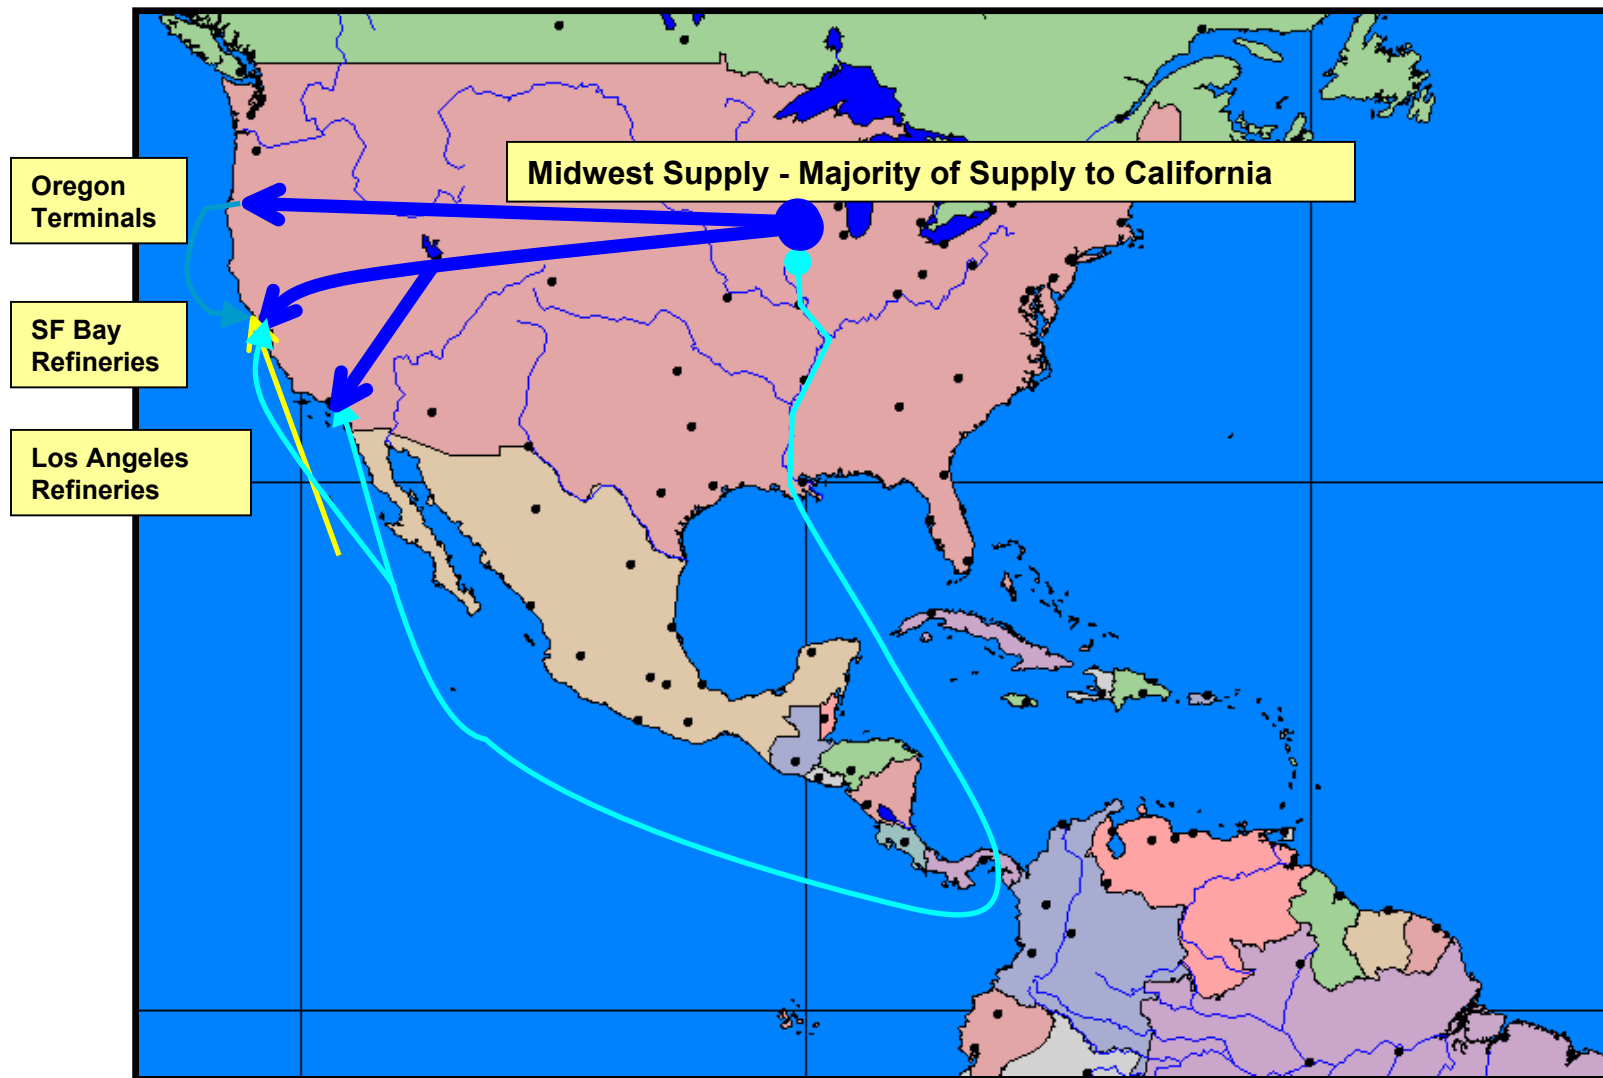 Midwest Supply - Majority of Supply to California
Oregon
Terminals
SF Bay
Refineries
Los Angeles
Refineries